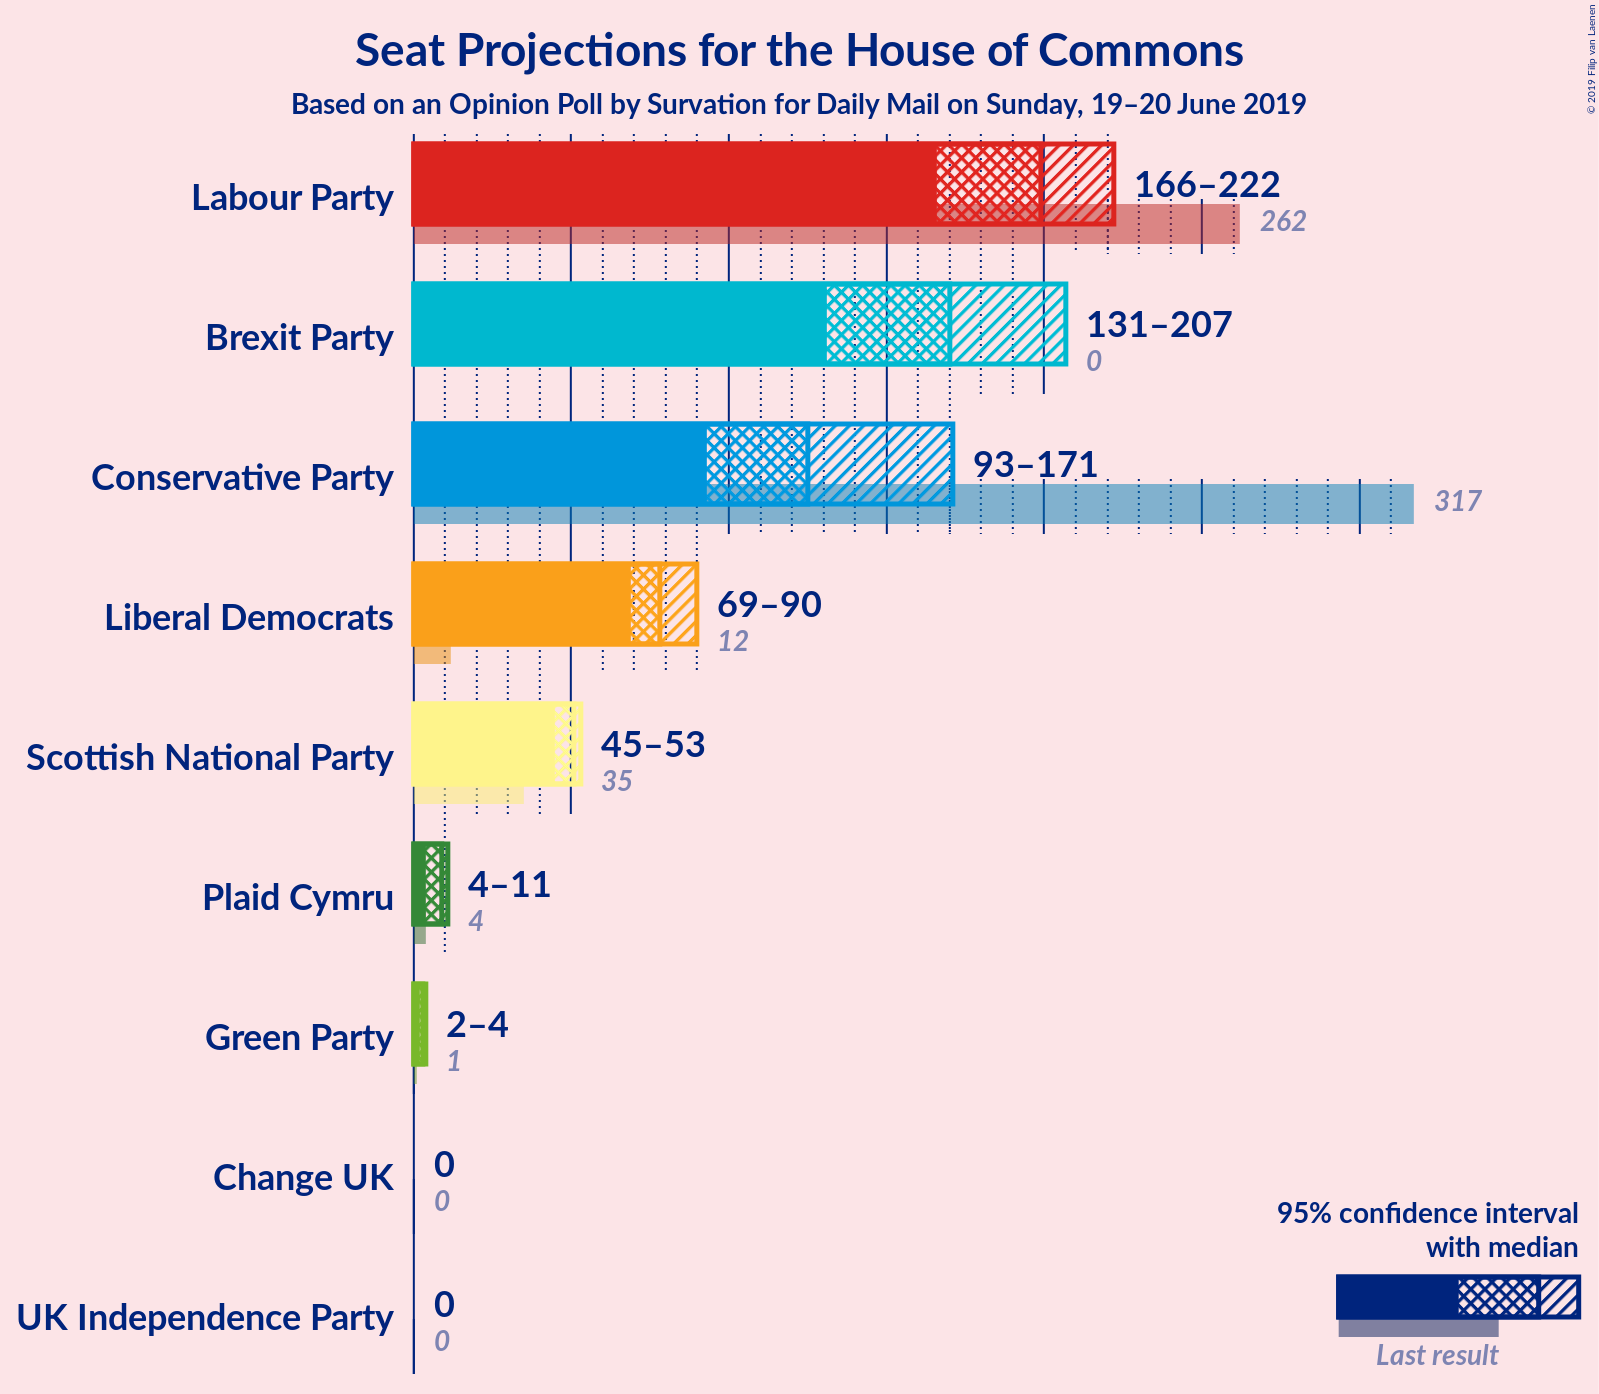 Seat Projections for the House of Commons
Based on an Opinion Poll by Survation for Daily Mail on Sunday, 19–20 June 2019
© 2019 Filip van Laenen
Labour Party
166–222
262
Brexit Party
131–207
0
Conservative Party
93–171
317
Liberal Democrats
69–90
12
Scottish National Party
45–53
35
Plaid Cymru
4–11
4
Green Party
2–4
1
Change UK
0
0
UK Independence Party
0
0
95% confidence interval
with median
Last result